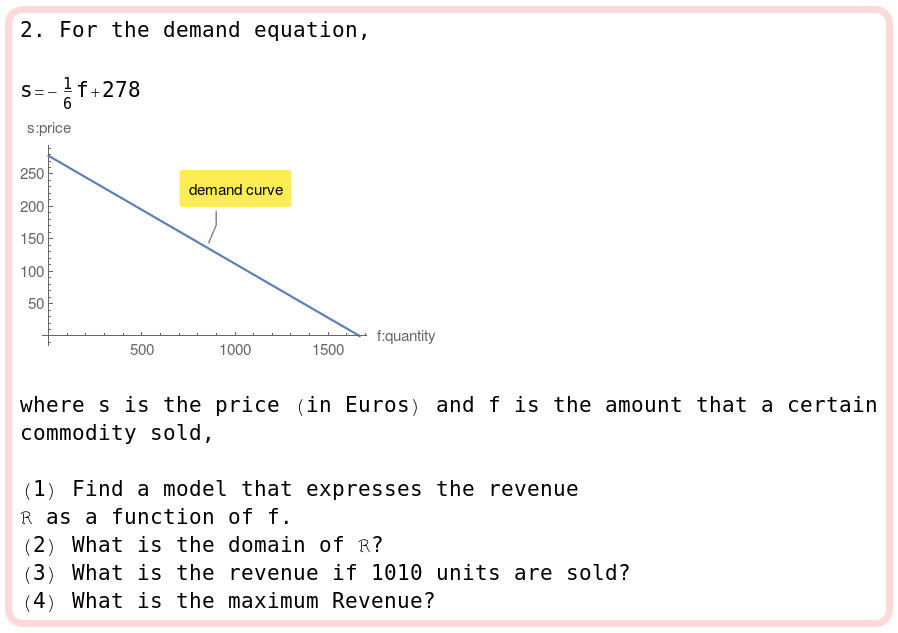 2. For the demand equation,
s=-1/6 f+278
s:price
250
200
150
100
50
demand curve
500 1000 1500
f:quantity
where s is the price (in Euros) and f is the amount that a certain
commodity sold,
(1) Find a model that expresses the revenue
ℝ as a function of f.
(2) What is the domain of ℝ?
(3) What is the revenue if 1010 units are sold?
(4) What is the maximum Revenue?